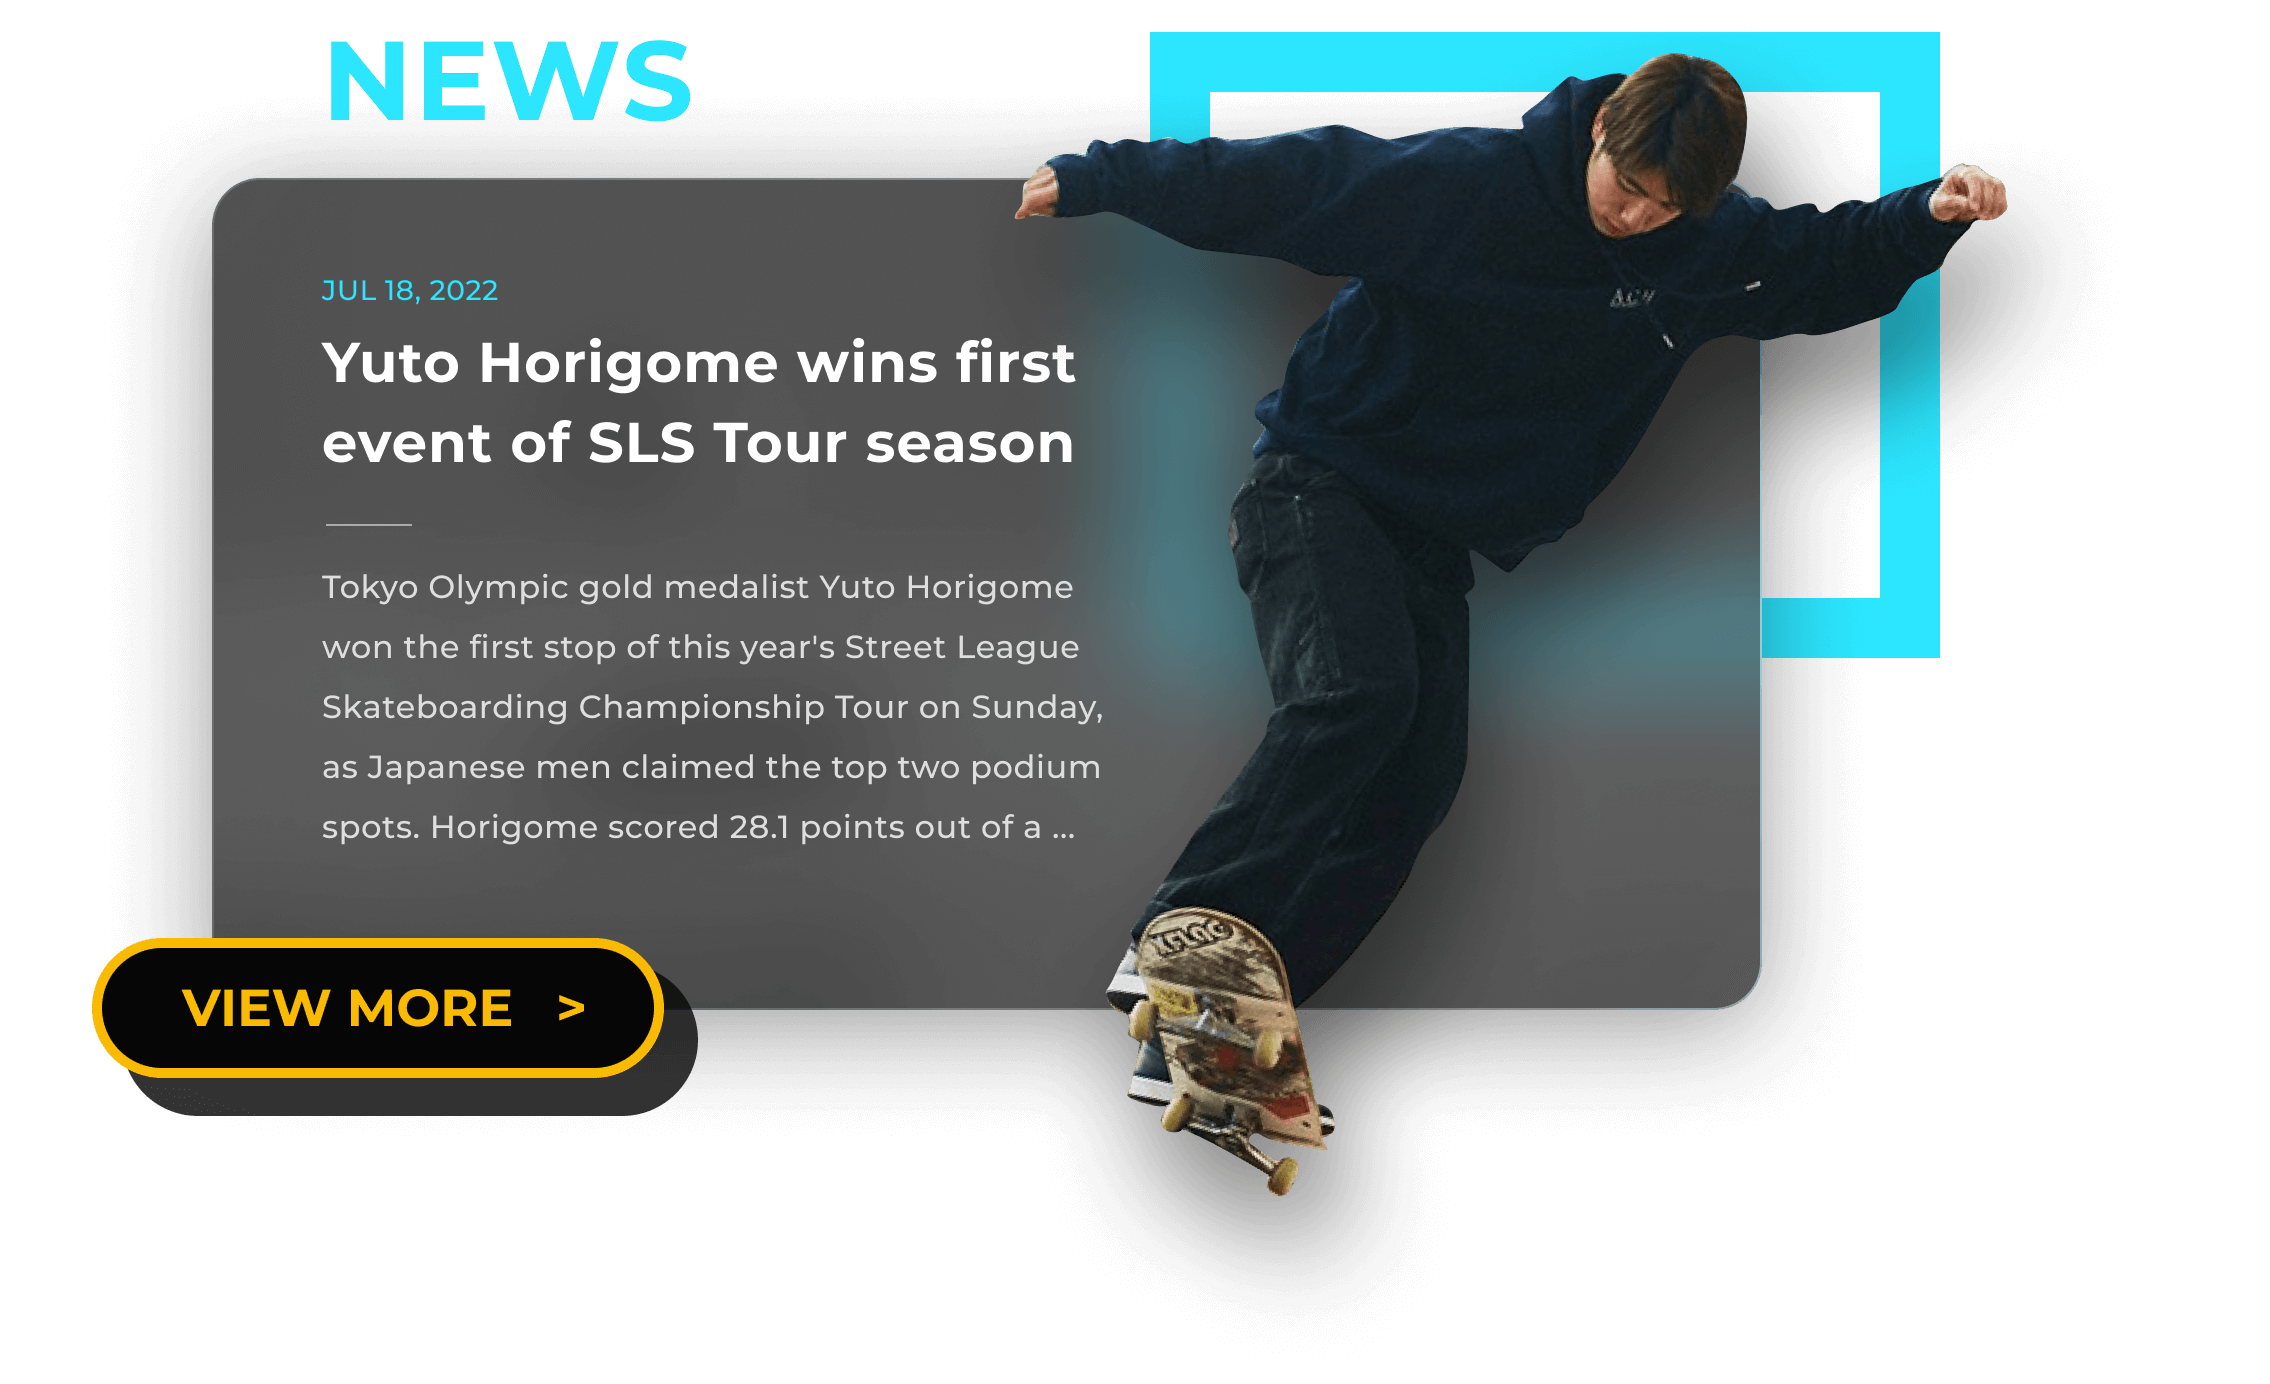 NEWS
JUL 18, 2022
Yuto Horigome wins first
event of SLS Tour season
Tokyo Olympic gold medalist Yuto Horigome
won the first stop of this year's Street League
Skateboarding Championship Tour on Sunday,
as Japanese men claimed the top two podium
spots. Horigome scored 28.1 points out of a ...
VIEW MORE >
XFLAG